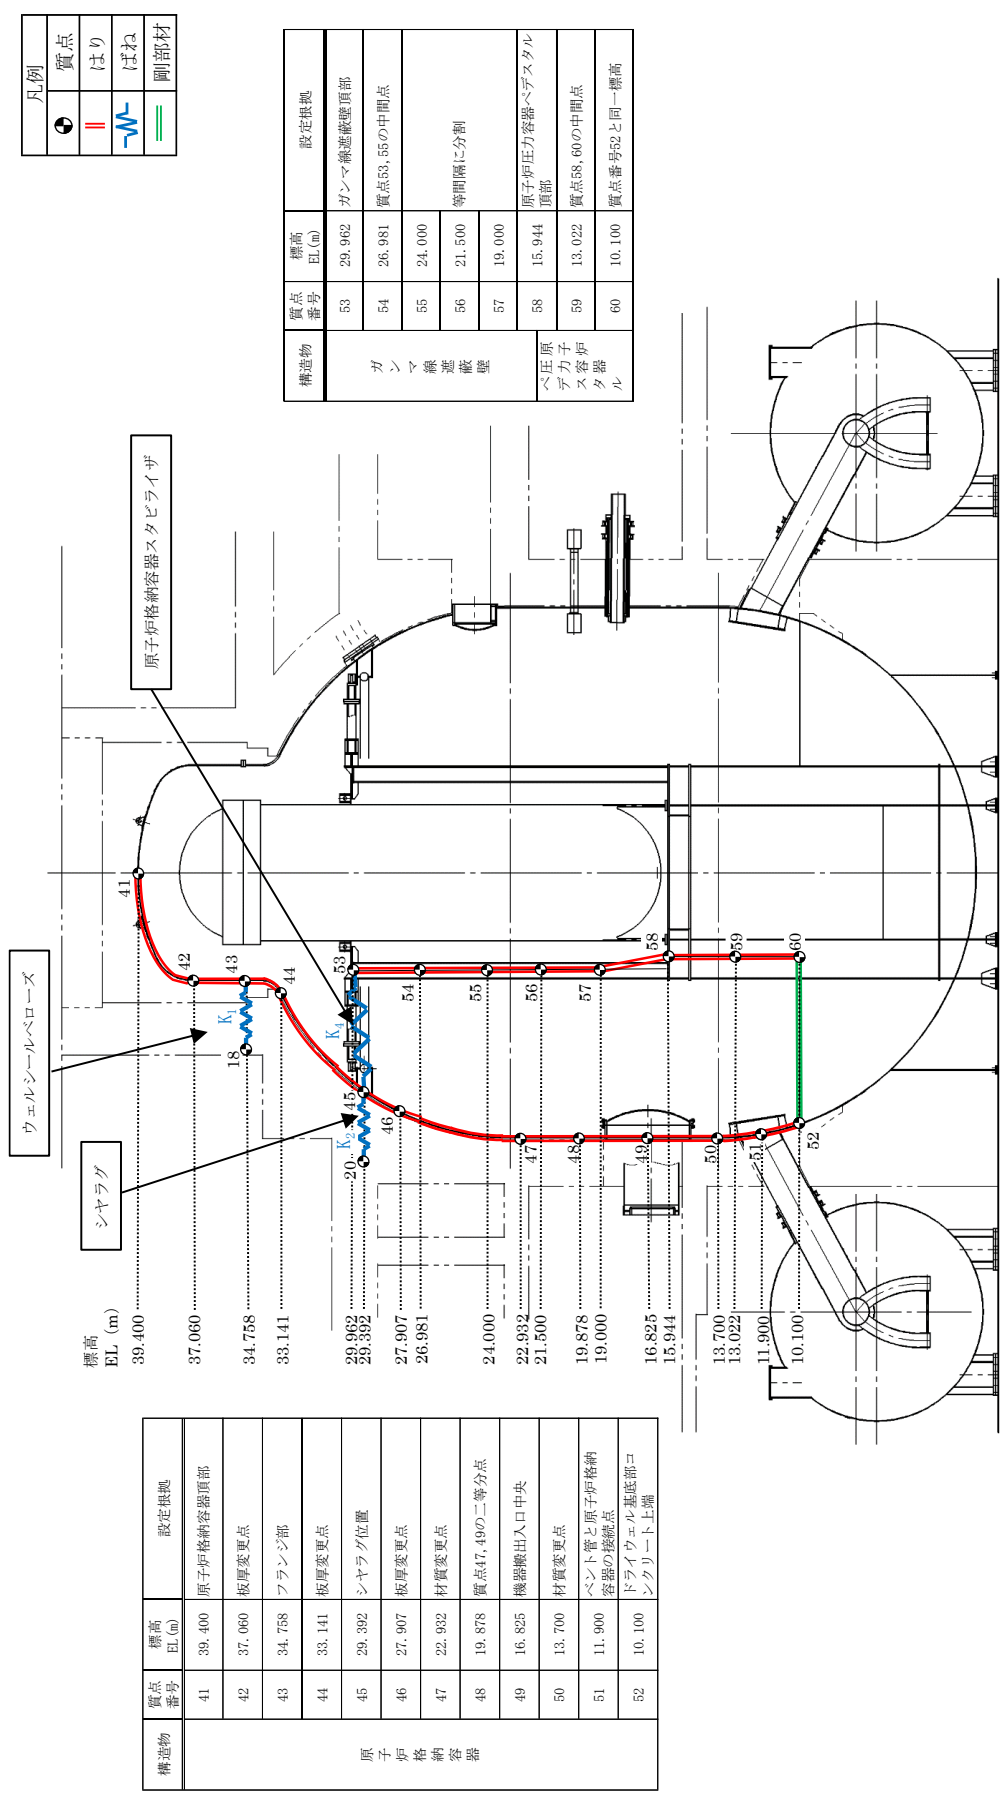 凡例
質点
はり
ばね
剛部材
構造物 質点番号 標高EL(m) 設定根拠
ガンマ線遮蔽壁
53 29.962 ガンマ線遮蔽壁頂部
54 26.981 質点53,55の中間点
55 24.000 等間隔に分割
56 21.500
57 19.000
原子炉圧力容器ペデスタル
58 15.944 原子炉圧力容器ペデスタル頂部
59 13.022 質点58,60の中間点
60 10.100 質点番号52と同一標高
原子炉格納容器スタビライザ
ウェルシールベローズ
シヤラグ
41
42
43
44
18
K₁
53
K₄
45
K₂
20
46
54
55
47
56
48
57
49
58
50
59
51
60
52
標高
EL (m)
39.400
37.060
34.758
33.141
29.962
29.392
27.907
26.981
24.000
22.932
21.500
19.878
19.000
16.825
15.944
13.700
13.022
11.900
10.100
構造物 質点番号 標高EL(m) 設定根拠
原子炉格納容器
41 39.400 原子炉格納容器頂部
42 37.060 板厚変更点
43 34.758 フランジ部
44 33.141 板厚変更点
45 29.392 シヤラグ位置
46 27.907 板厚変更点
47 22.932 材質変更点
48 19.878 質点47,49の二等分点
49 16.825 機器搬出入口中央
50 13.700 材質変更点
51 11.900 ベント管と原子炉格納容器の接続点
52 10.100 ドライウェル基底部コンクリート上端